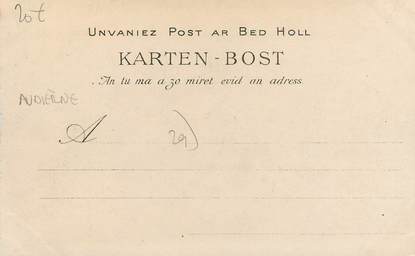 20t
UNVANIEZ POST AR BED HOLL
KARTEN-BOST
An tu ma a zo miret evid an adress.
AUDIERNE
A
29)